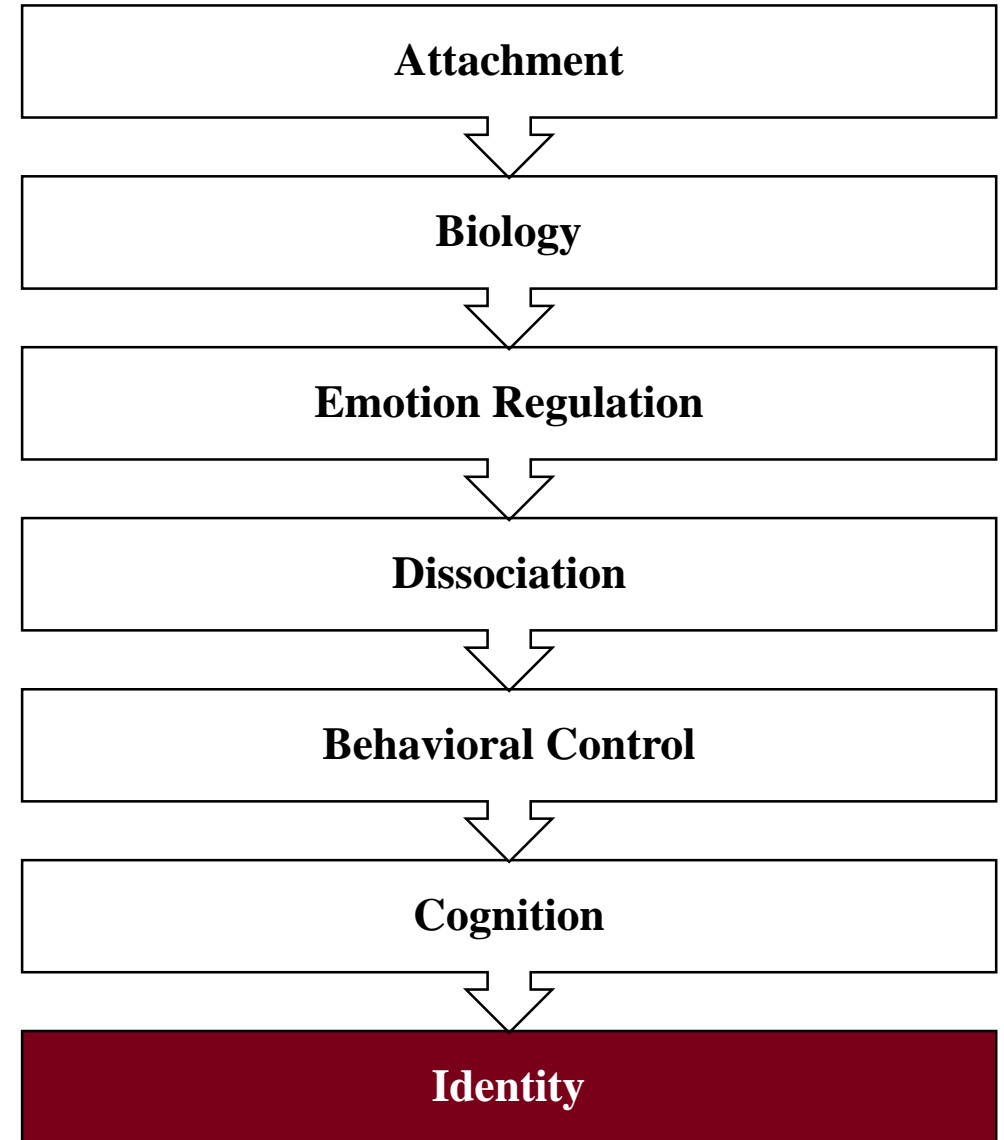 Attachment
Biology
Emotion Regulation
Dissociation
Behavioral Control
Cognition
Identity